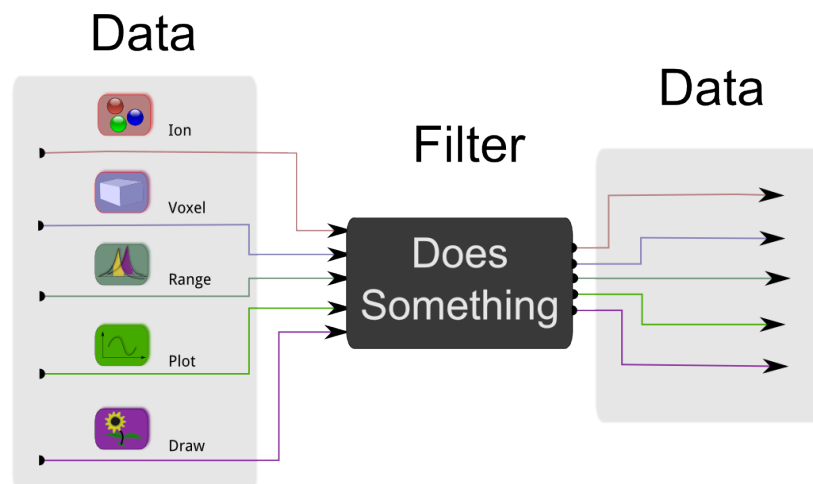 Data
Ion
Voxel
Range
Plot
Draw
Filter
Does
Something
Data